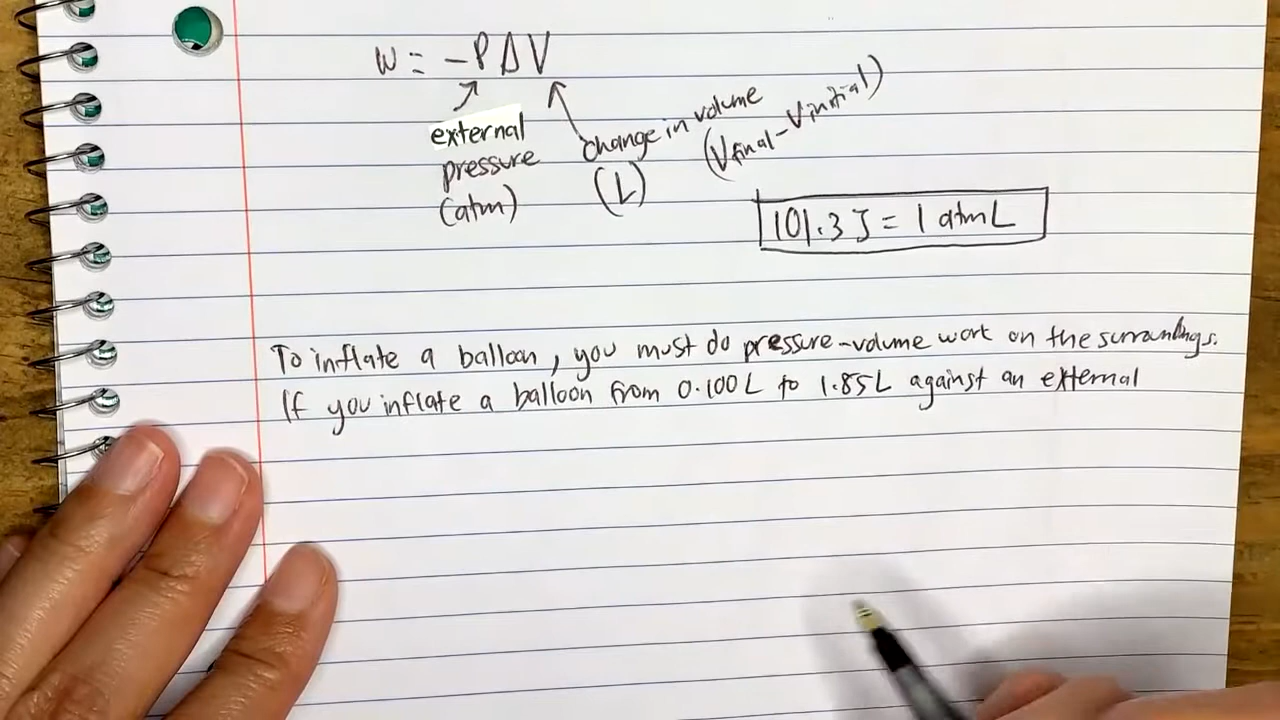 w = -PΔV
external
pressure
(atm)
change in volume
(L)
(Vfinal - Vinitial)
101.3 J = 1 atm L
To inflate a balloon, you must do pressure-volume work on the surroundings.
If you inflate a balloon from 0.100 L to 1.85 L against an external